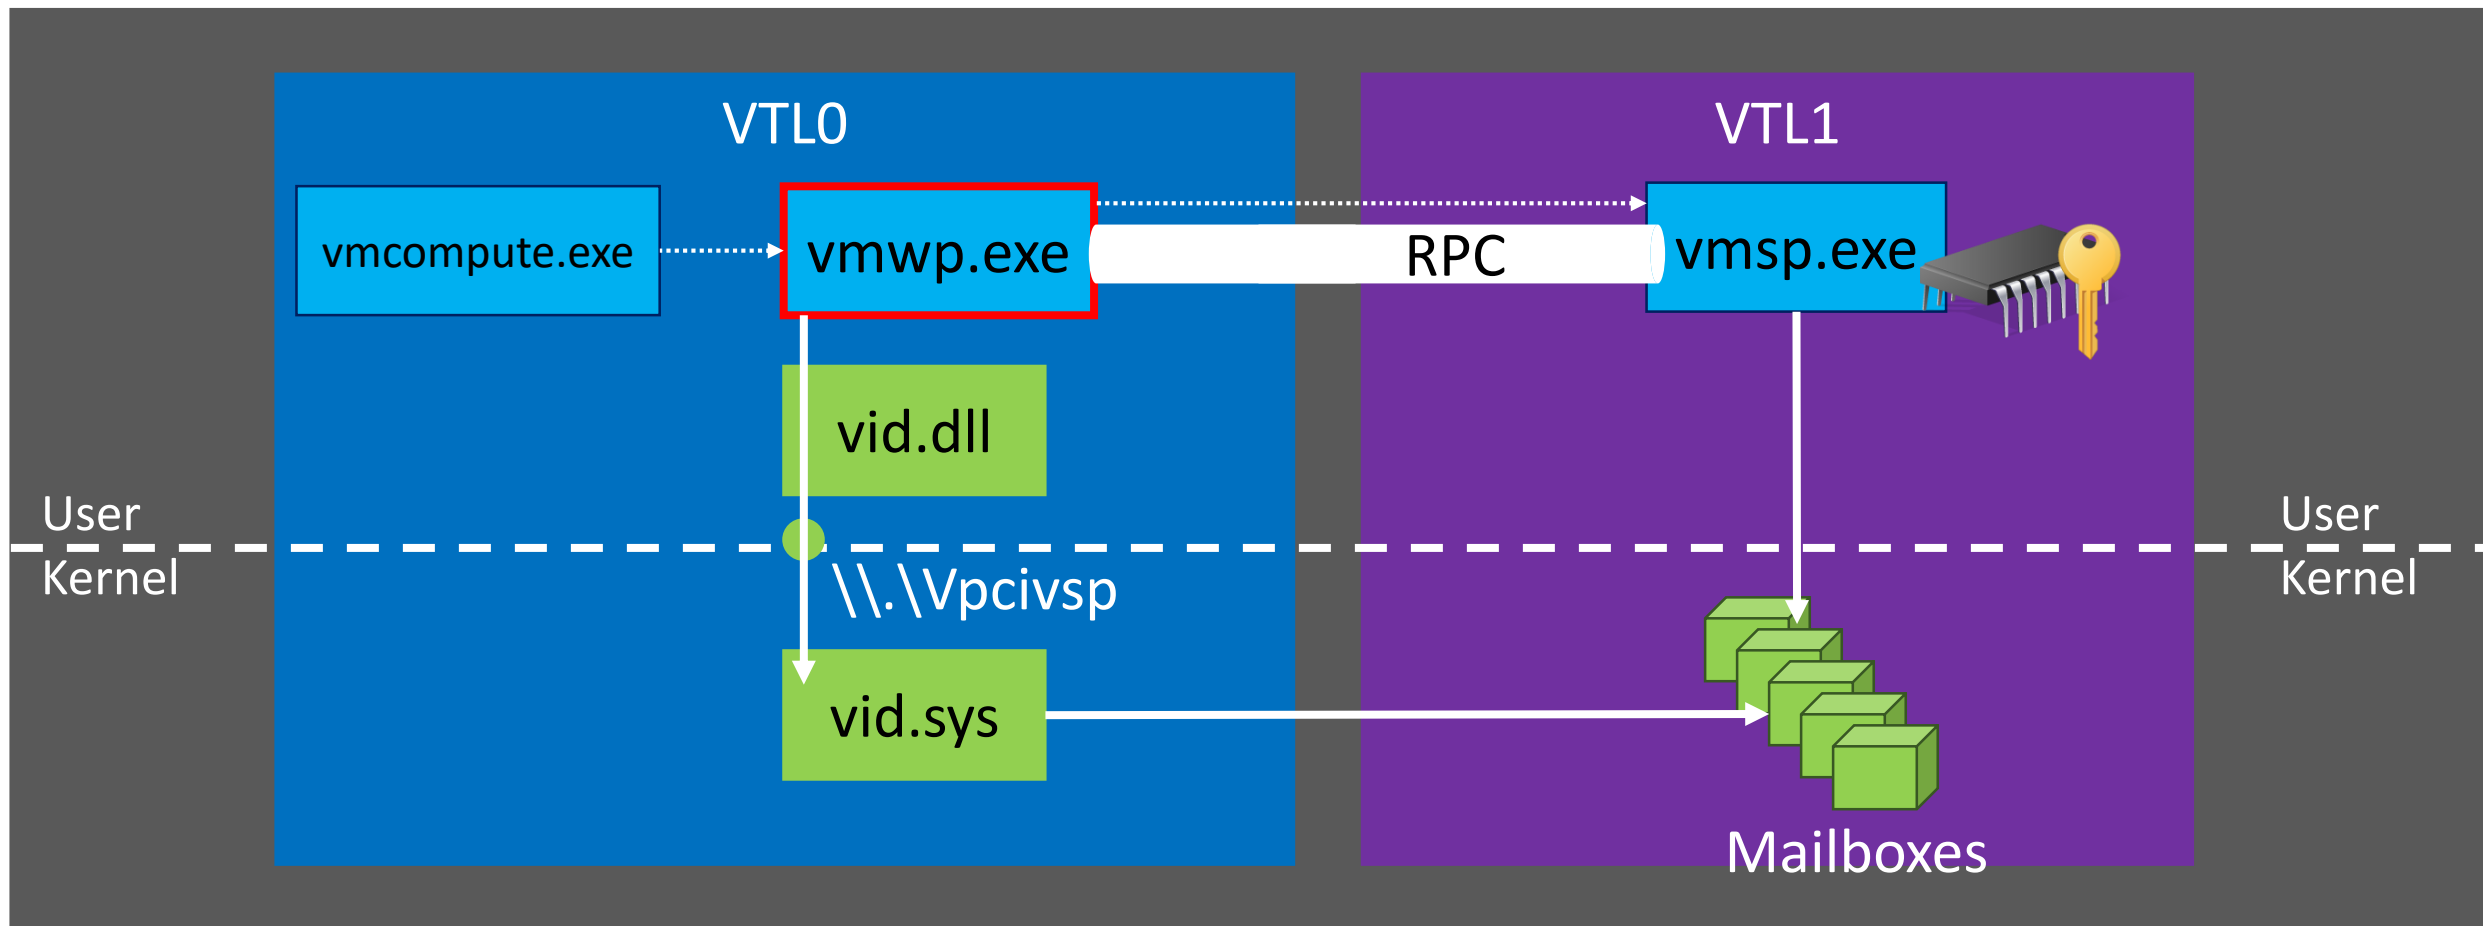 VTL0
VTL1
vmcompute.exe
vmwp.exe
RPC
vmsp.exe
vid.dll
User
User
Kernel
\\.\Vpcivsp
Kernel
vid.sys
Mailboxes